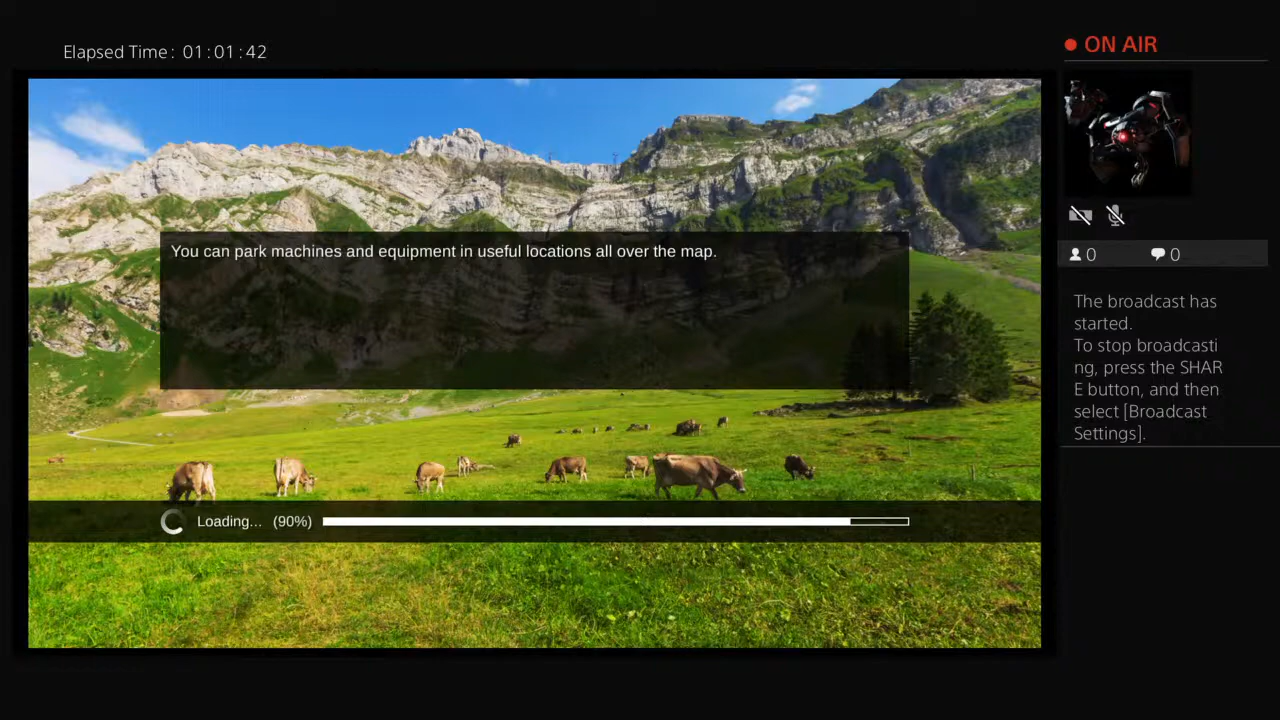 Elapsed Time: 01:01:42
ON AIR
You can park machines and equipment in useful locations all over the map.
0 0
The broadcast has
started.
To stop broadcasti
ng, press the SHAR
E button, and then
select [Broadcast
Settings].
Loading... (90%)